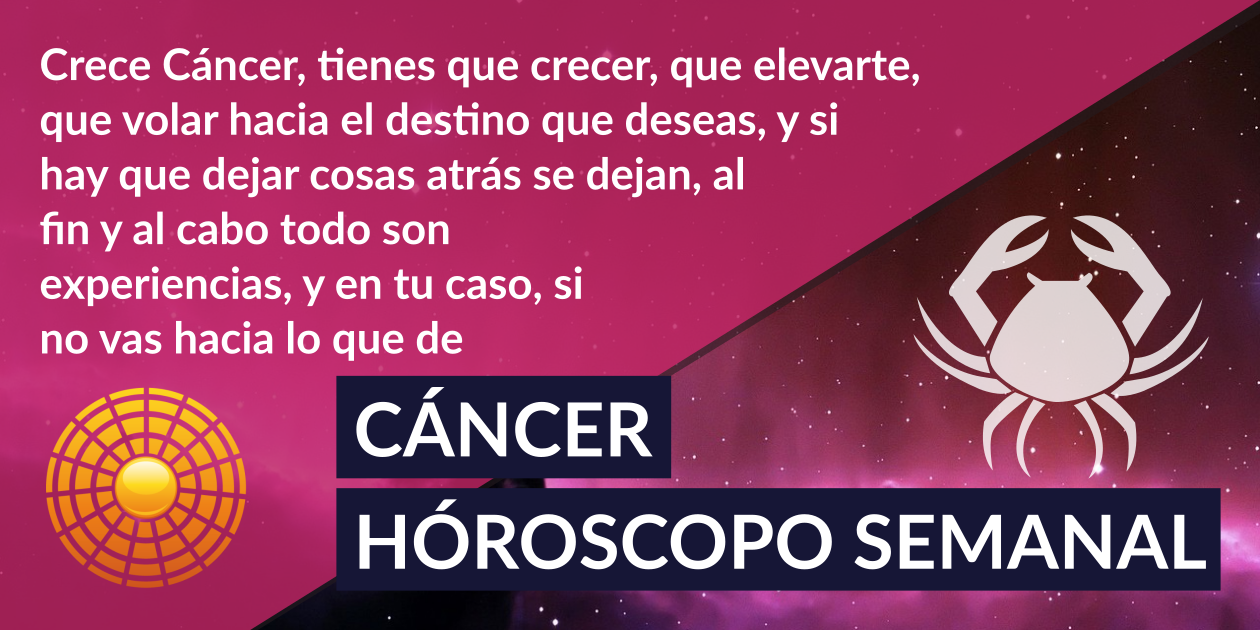 Crece Cáncer, tienes que crecer, que elevarte,
que volar hacia el destino que deseas, y si
hay que dejar cosas atrás se dejan, al
fin y al cabo todo son
experiencias, y en tu caso, si
no vas hacia lo que de
CÁNCER
HÓROSCOPO SEMANAL